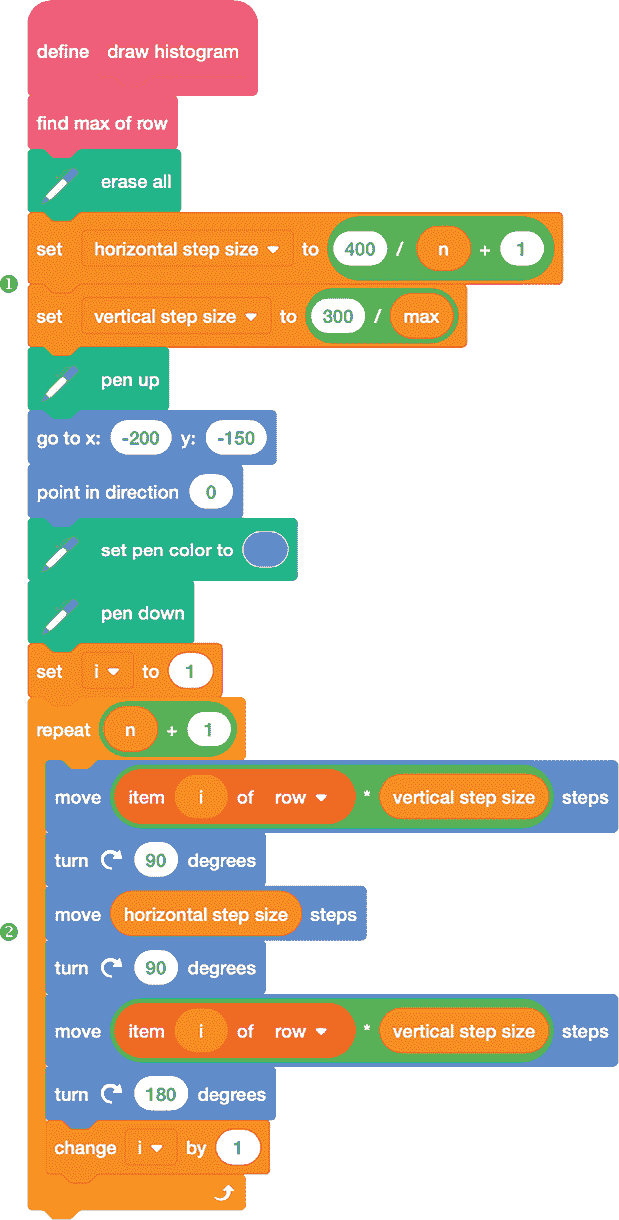 define draw histogram
find max of row
erase all
set horizontal step size to 400 / n + 1
❶
set vertical step size to 300 / max
pen up
go to x: -200 y: -150
point in direction 0
set pen color to
pen down
set i to 1
repeat n + 1
move item i of row * vertical step size steps
turn 90 degrees
move horizontal step size steps
❷
turn 90 degrees
move item i of row * vertical step size steps
turn 180 degrees
change i by 1